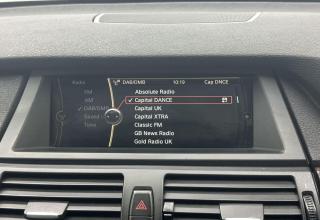 Radio DAB/DMB 10:19 Cap DNCE
FM
AM
✓ DAB/DMB
Saved
Tone
Absolute Radio
✓ Capital DANCE
Capital UK
Capital XTRA
Classic FM
GB News Radio
Gold Radio UK